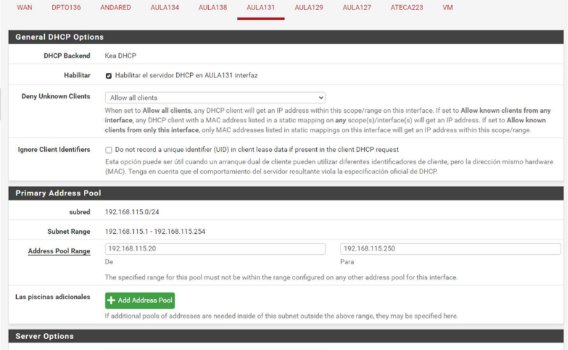 WAN DPTO136 ANDARED AULA134 AULA138 AULA131 AULA129 AULA127 ATECA223 VM
General DHCP Options
DHCP Backend Kea DHCP
Habilitar Habilitar el servidor DHCP en AULA131 interfaz
Deny Unknown Clients Allow all clients
When set to Allow all clients, any DHCP client will get an IP address within this scope/range on this interface. If set to Allow known clients from any
interface, any DHCP client with a MAC address listed in a static mapping on any scope(s)/interface(s) will get an IP address. If set to Allow known
clients from only this interface, only MAC addresses listed in static mappings on this interface will get an IP address within this scope/range.
Ignore Client Identifiers Do not record a unique identifier (UID) in client lease data if present in the client DHCP request
Esta opción puede ser útil cuando un arranque dual de cliente pueden utilizar diferentes identificadores de cliente, pero la dirección mismo hardware
(MAC). Tenga en cuenta que el comportamiento del servidor resultante viola la especificación oficial de DHCP.
Primary Address Pool
subred 192.168.115.0/24
Subnet Range 192.168.115.1 - 192.168.115.254
Address Pool Range 192.168.115.20 192.168.115.250
De Para
The specified range for this pool must not be within the range configured on any other address pool for this interface.
Las piscinas adicionales Add Address Pool
If additional pools of addresses are needed inside of this subnet outside the above range, they may be specified here.
Server Options